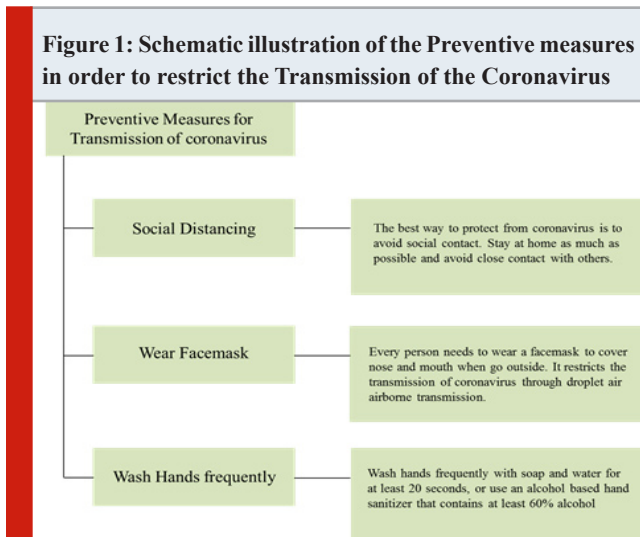 Figure 1: Schematic illustration of the Preventive measures
in order to restrict the Transmission of the Coronavirus
Preventive Measures for
Transmission of coronavirus
Social Distancing
The best way to protect from coronavirus is to
avoid social contact. Stay at home as much as
possible and avoid close contact with others.
Wear Facemask
Every person needs to wear a facemask to cover
nose and mouth when go outside. It restricts the
transmission of coronavirus through droplet air
airborne transmission.
Wash Hands frequently
Wash hands frequently with soap and water for
at least 20 seconds, or use an alcohol based hand
sanitizer that contains at least 60% alcohol